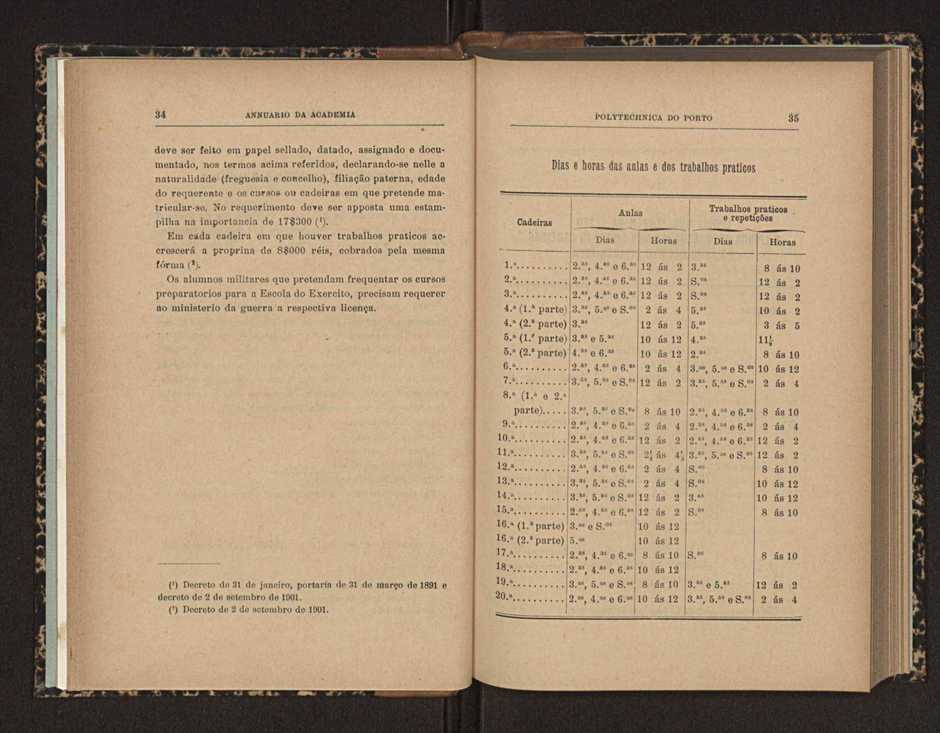 34
ANNUARIO DA ACADEMIA
deve ser feito em papel sellado, datado, assignado e docu-
mentado, nos termos acima referidos, declarando-se nelle a
naturalidade (freguesia e concelho), filiação paterna, edade
do requerente e os cursos ou cadeiras em que pretende ma-
tricular-se. No requerimento deve ser apposta uma estam-
pilha na importancia de 17$300 (¹).
Em cada cadeira em que houver trabalhos praticos ac-
crescerá a proprina de 8$000 réis, cobrados pela mesma
fórma (²).
Os alumnos militares que pretendam frequentar os cursos
preparatorios para a Escola do Exercito, precisam requerer
ao ministerio da guerra a respectiva licença.
(¹) Decreto de 31 de janeiro, portaria de 31 de março de 1891 e
decreto de 2 de setembro de 1901.
(²) Decreto de 2 de setembro de 1901.
POLYTECHNICA DO PORTO
35
Dias e horas das aulas e dos trabalhos praticos
Cadeiras Aulas Trabalhos praticos
e repetições
Dias Horas Dias Horas
1.ª.......... 2.ᵃˢ, 4.ᵃˢ e 6.ᵃˢ 12 ás 2 3.ᵃˢ 8 ás 10
2.ª.......... 2.ᵃˢ, 4.ᵃˢ e 6.ᵃˢ 12 ás 2 S.ᵒˢ 12 ás 2
3.ª.......... 2.ᵃˢ, 4.ᵃˢ e 6.ᵃˢ 12 ás 2 S.ᵒˢ 12 ás 2
4.ª (1.ª parte) 3.ᵃˢ, 5.ᵃˢ e S.ᵒˢ 2 ás 4 5.ᵃˢ 10 ás 2
4.ª (2.ª parte) 3.ᵃˢ 12 ás 2 5.ᵃˢ 3 ás 5
5.ª (1.ª parte) 3.ᵃˢ e 5.ᵃˢ 10 ás 12 4.ᵃˢ 11½
5.ª (2.ª parte) 4.ᵃˢ e 6.ᵃˢ 10 ás 12 2.ᵃˢ 8 ás 10
6.ª.......... 2.ᵃˢ, 4.ᵃˢ e 6.ᵃˢ 2 ás 4 3.ᵃˢ, 5.ᵃˢ e S.ᵒˢ 10 ás 12
7.ª.......... 3.ᵃˢ, 5.ᵃˢ e S.ᵒˢ 12 ás 2 3.ᵃˢ, 5.ᵃˢ e S.ᵒˢ 2 ás 4
8.ª (1.ª e 2.ª
parte)..... 3.ᵃˢ, 5.ᵃˢ e S.ᵒˢ 8 ás 10 2.ᵃˢ, 4.ᵃˢ e 6.ᵃˢ 8 ás 10
9.ª.......... 2.ᵃˢ, 4.ᵃˢ e 6.ᵃˢ 2 ás 4 2.ᵃˢ, 4.ᵃˢ e 6.ᵃˢ 2 ás 4
10.ª.......... 2.ᵃˢ, 4.ᵃˢ e 6.ᵃˢ 12 ás 2 2.ᵃˢ, 4.ᵃˢ e 6.ᵃˢ 12 ás 2
11.ª.......... 3.ᵃˢ, 5.ᵃˢ e S.ᵒˢ 2½ ás 4½ 3.ᵃˢ, 5.ᵃˢ e S.ᵒˢ 12 ás 2
12.ª.......... 2.ᵃˢ, 4.ᵃˢ e 6.ᵃˢ 2 ás 4 S.ᵒˢ 8 ás 10
13.ª.......... 3.ᵃˢ, 5.ᵃˢ e S.ᵒˢ 2 ás 4 S.ᵒˢ 10 ás 12
14.ª.......... 3.ᵃˢ, 5.ᵃˢ e S.ᵒˢ 12 ás 2 3.ᵃˢ 10 ás 12
15.ª.......... 2.ᵃˢ, 4.ᵃˢ e 6.ᵃˢ 12 ás 2 S.ᵒˢ 8 ás 10
16.ª (1.ª parte) 3.ᵃˢ e S.ᵒˢ 10 ás 12
16.ª (2.ª parte) 5.ᵃˢ 10 ás 12
17.ª.......... 2.ᵃˢ, 4.ᵃˢ e 6.ᵃˢ 8 ás 10 S.ᵒˢ 8 ás 10
18.ª.......... 2.ᵃˢ, 4.ᵃˢ e 6.ᵃˢ 10 ás 12
19.ª.......... 3.ᵃˢ, 5.ᵃˢ e S.ᵒˢ 8 ás 10 3.ᵃˢ e 5.ᵃˢ 12 ás 2
20.ª.......... 2.ᵃˢ, 4.ᵃˢ e 6.ᵃˢ 10 ás 12 3.ᵃˢ, 5.ᵃˢ e S.ᵒˢ 2 ás 4